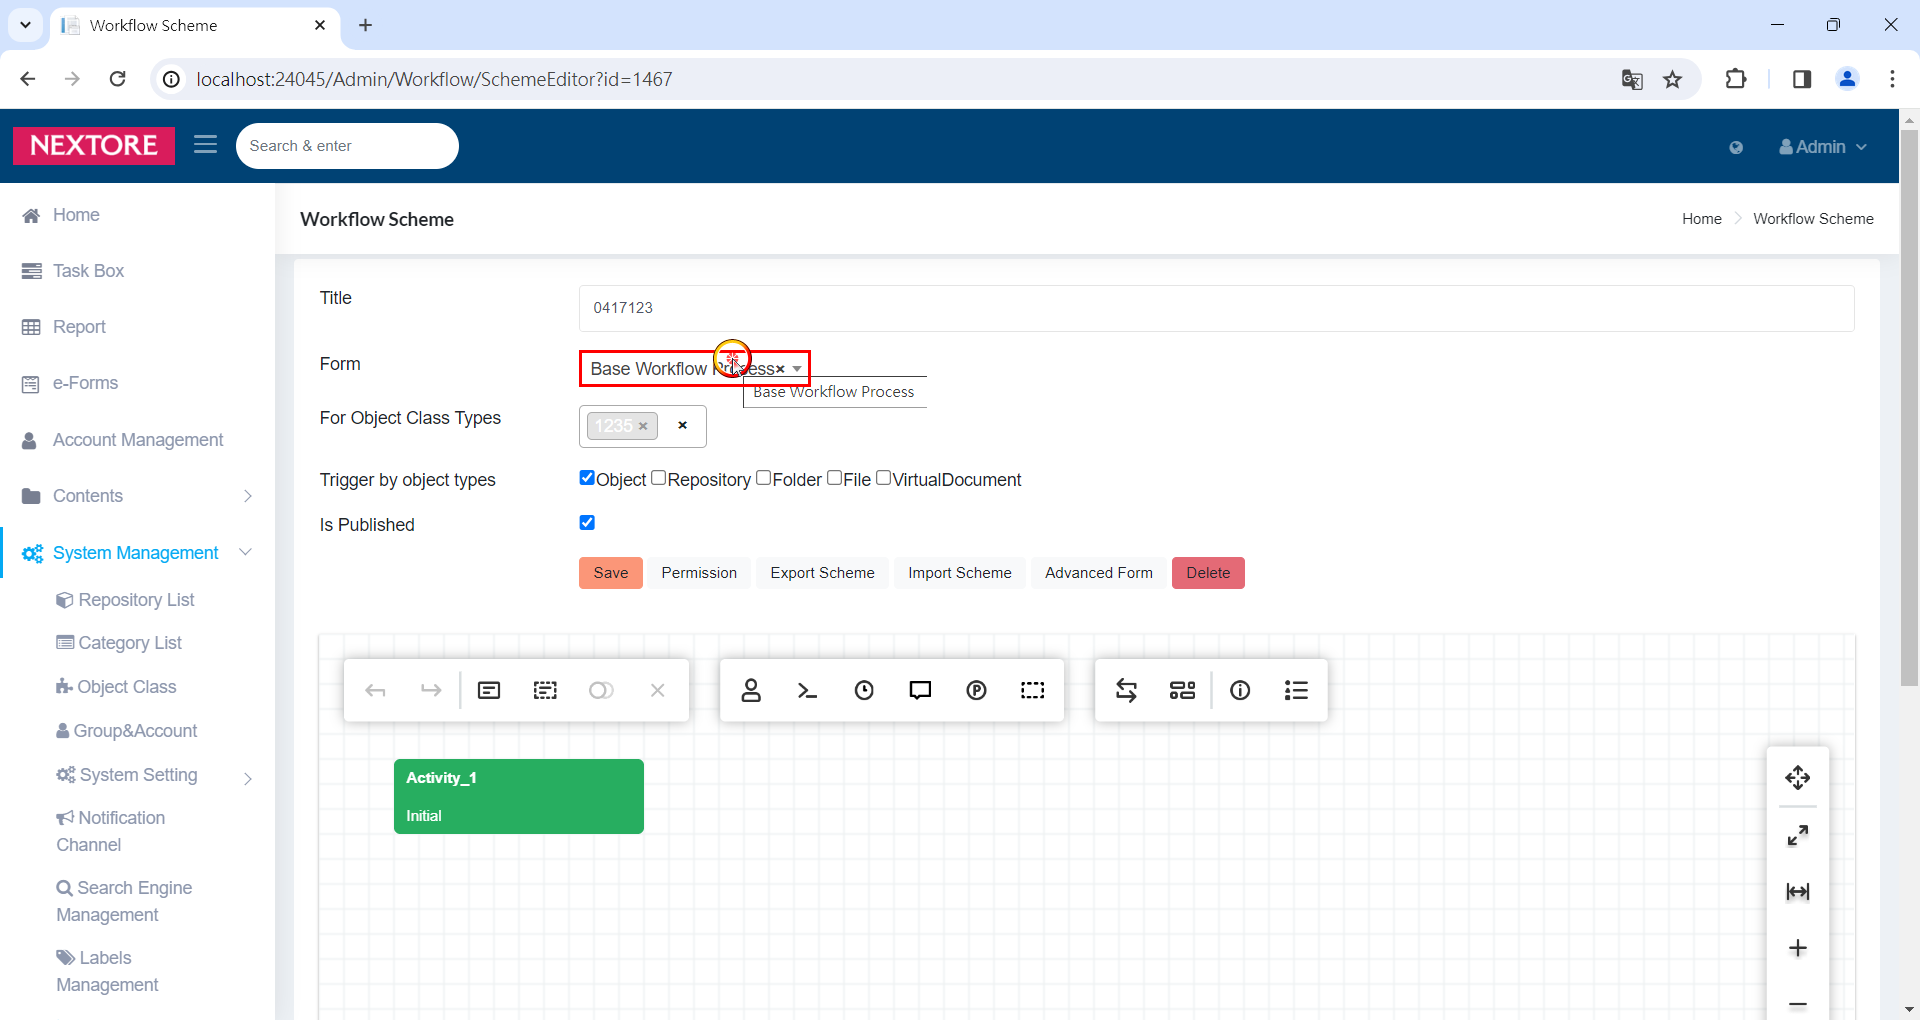 Workflow Scheme
localhost:24045/Admin/Workflow/SchemeEditor?id=1467
NEXTORE
Search & enter
Admin
Home
Task Box
Report
e-Forms
Account Management
Contents
System Management
Repository List
Category List
Object Class
Group&Account
System Setting
Notification
Channel
Search Engine
Management
Labels
Management
Workflow Scheme
Home
Workflow Scheme
Title
0417123
Form
Base Workflow Process
Base Workflow Process
For Object Class Types
1235
Trigger by object types
Object Repository Folder File VirtualDocument
Is Published
Save Permission Export Scheme Import Scheme Advanced Form Delete
Activity_1
Initial